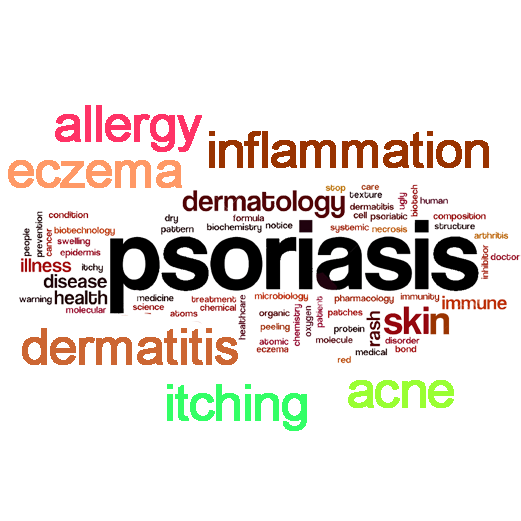 allergy
inflammation
eczema
stop
care
texture
ugly
biotech
human
dermatology
dermatitis
condition
dry
formula
cell
psoriatic
composition
people
prevention
cancer
biotechnology
pattern
biochemistry
notice
systemic
necrosis
structure
swelling
arthritis
epidermis
psoriasis
inhibitor
doctor
illness
itchy
disease
warning
health
medicine
treatment
microbiology
pharmacology
immunity
immune
molecular
science
chemical
healthcare
organic
chemistry
oxygen
patient
patches
atoms
peeling
protein
rash
skin
dermatitis
atomic
molecule
disorder
eczema
medical
bond
red
itching
acne